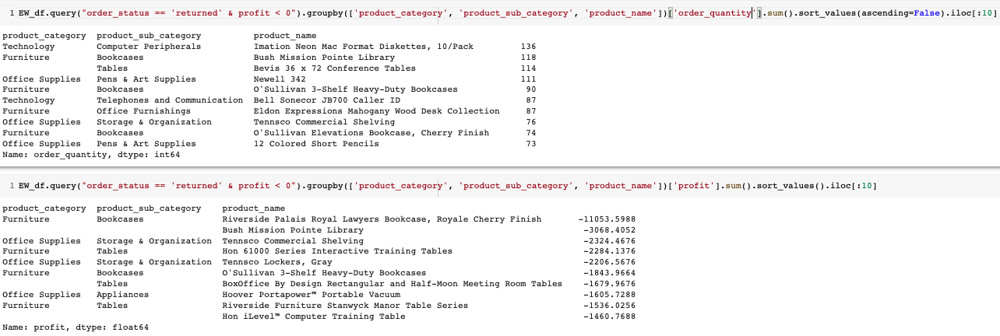 1 EW_df.query("order_status == 'returned' & profit < 0").groupby(['product_category', 'product_sub_category', 'product_name'])['order_quantity'].sum().sort_values(ascending=False).iloc[:10]
product_category product_sub_category product_name
Technology Computer Peripherals Imation Neon Mac Format Diskettes, 10/Pack 136
Furniture Bookcases Bush Mission Pointe Library 118
Tables Bevis 36 x 72 Conference Tables 114
Office Supplies Pens & Art Supplies Newell 342 111
Furniture Bookcases O'Sullivan 3-Shelf Heavy-Duty Bookcases 90
Technology Telephones and Communication Bell Sonecor JB700 Caller ID 87
Furniture Office Furnishings Eldon Expressions Mahogany Wood Desk Collection 87
Office Supplies Storage & Organization Tennsco Commercial Shelving 76
Furniture Bookcases O'Sullivan Elevations Bookcase, Cherry Finish 74
Office Supplies Pens & Art Supplies 12 Colored Short Pencils 73
Name: order_quantity, dtype: int64
1 EW_df.query("order_status == 'returned' & profit < 0").groupby(['product_category', 'product_sub_category', 'product_name'])['profit'].sum().sort_values().iloc[:10]
product_category product_sub_category product_name
Furniture Bookcases Riverside Palais Royal Lawyers Bookcase, Royale Cherry Finish -11053.5988
Bush Mission Pointe Library -3068.4052
Office Supplies Storage & Organization Tennsco Commercial Shelving -2324.4676
Furniture Tables Hon 61000 Series Interactive Training Tables -2284.1376
Office Supplies Storage & Organization Tennsco Lockers, Gray -2206.5676
Furniture Bookcases O'Sullivan 3-Shelf Heavy-Duty Bookcases -1843.9664
Tables BoxOffice By Design Rectangular and Half-Moon Meeting Room Tables -1679.9676
Office Supplies Appliances Hoover Portapower™ Portable Vacuum -1605.7288
Furniture Tables Riverside Furniture Stanwyck Manor Table Series -1536.0256
Hon iLevel™ Computer Training Table -1460.7688
Name: profit, dtype: float64